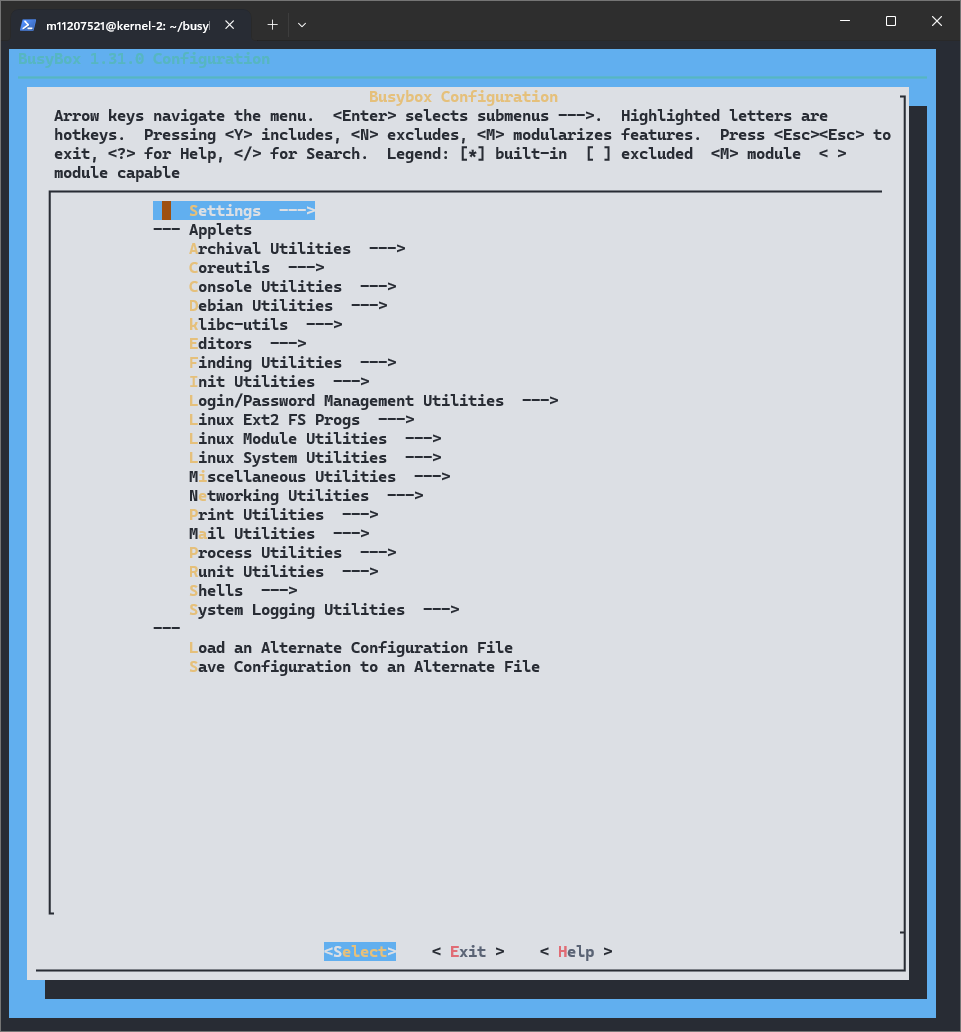 m11207521@kernel-2: ~/busyl
BusyBox 1.31.0 Configuration
Busybox Configuration
Arrow keys navigate the menu.  <Enter> selects submenus --->.  Highlighted letters are
hotkeys.  Pressing <Y> includes, <N> excludes, <M> modularizes features.  Press <Esc><Esc> to
exit, <?> for Help, </> for Search.  Legend: [*] built-in  [ ] excluded  <M> module  < >
module capable
Settings  --->
--- Applets
Archival Utilities  --->
Coreutils  --->
Console Utilities  --->
Debian Utilities  --->
klibc-utils  --->
Editors  --->
Finding Utilities  --->
Init Utilities  --->
Login/Password Management Utilities  --->
Linux Ext2 FS Progs  --->
Linux Module Utilities  --->
Linux System Utilities  --->
Miscellaneous Utilities  --->
Networking Utilities  --->
Print Utilities  --->
Mail Utilities  --->
Process Utilities  --->
Runit Utilities  --->
Shells  --->
System Logging Utilities  --->
---
Load an Alternate Configuration File
Save Configuration to an Alternate File
<Select>    < Exit >    < Help >